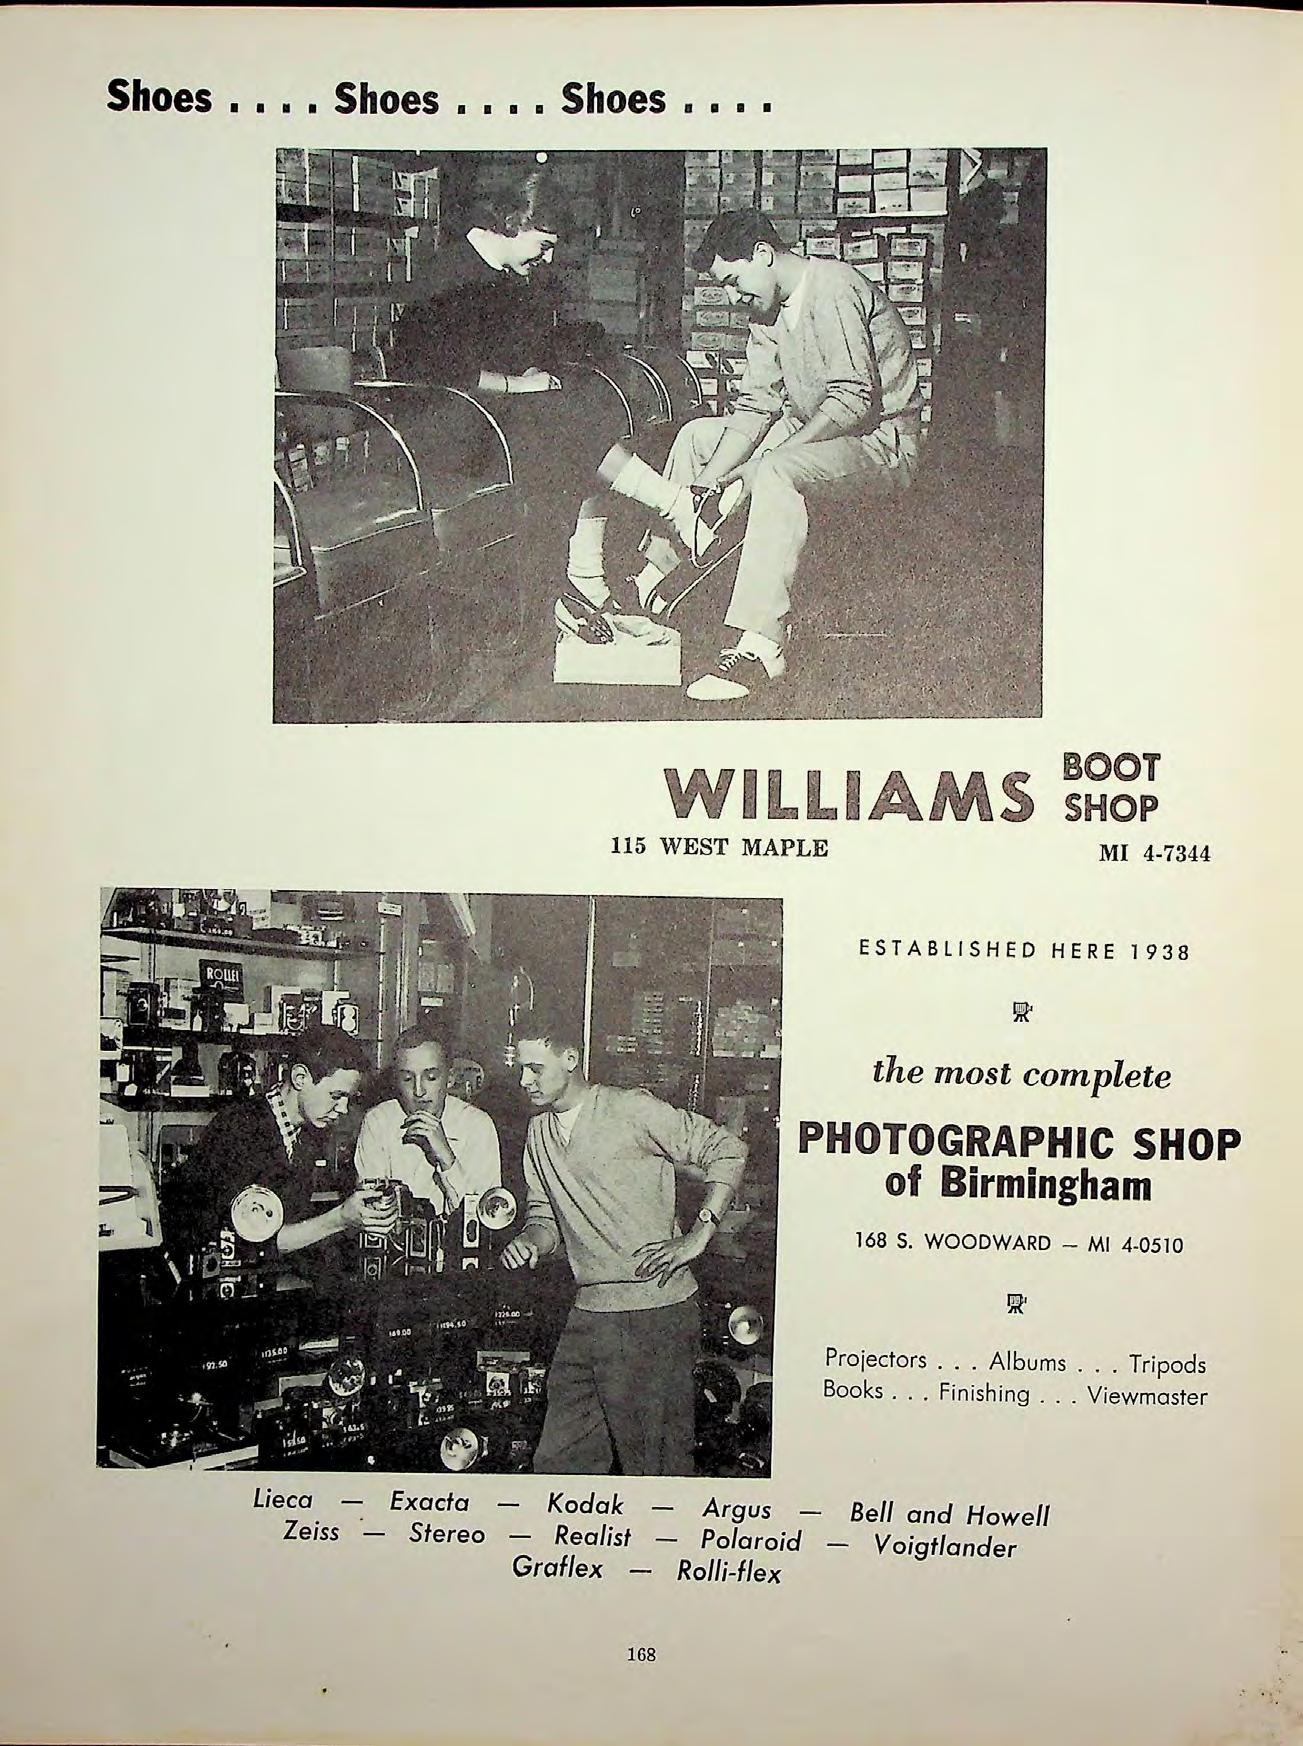 Shoes . . . . Shoes . . . . Shoes . . . .
WILLIAMS BOOT SHOP
115 WEST MAPLE MI 4-7344
ROLLEI
ESTABLISHED HERE 1938
the most complete
PHOTOGRAPHIC SHOP
of Birmingham
168 S. WOODWARD — MI 4-0510
Projectors . . . Albums . . . Tripods
Books . . . Finishing . . . Viewmaster
Lieca — Exacta — Kodak — Argus — Bell and Howell
Zeiss — Stereo — Realist — Polaroid — Voigtlander
Graflex — Rolli-flex
168